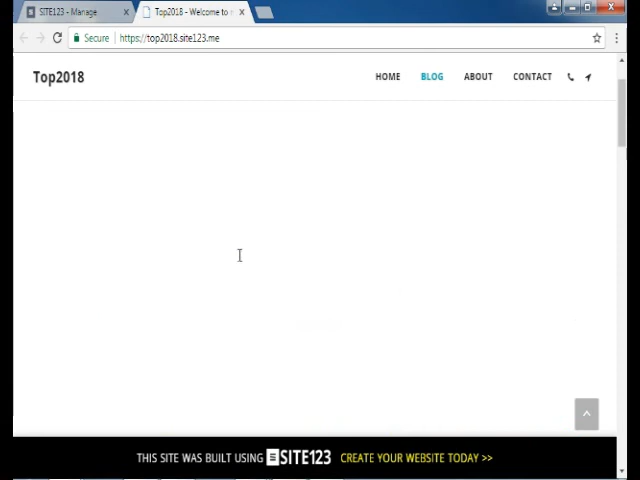 SITE123 - Manage
Top2018 - Welcome to
Secure
https://top2018.site123.me
Top2018
HOME BLOG ABOUT CONTACT
THIS SITE WAS BUILT USING SITE123 CREATE YOUR WEBSITE TODAY >>